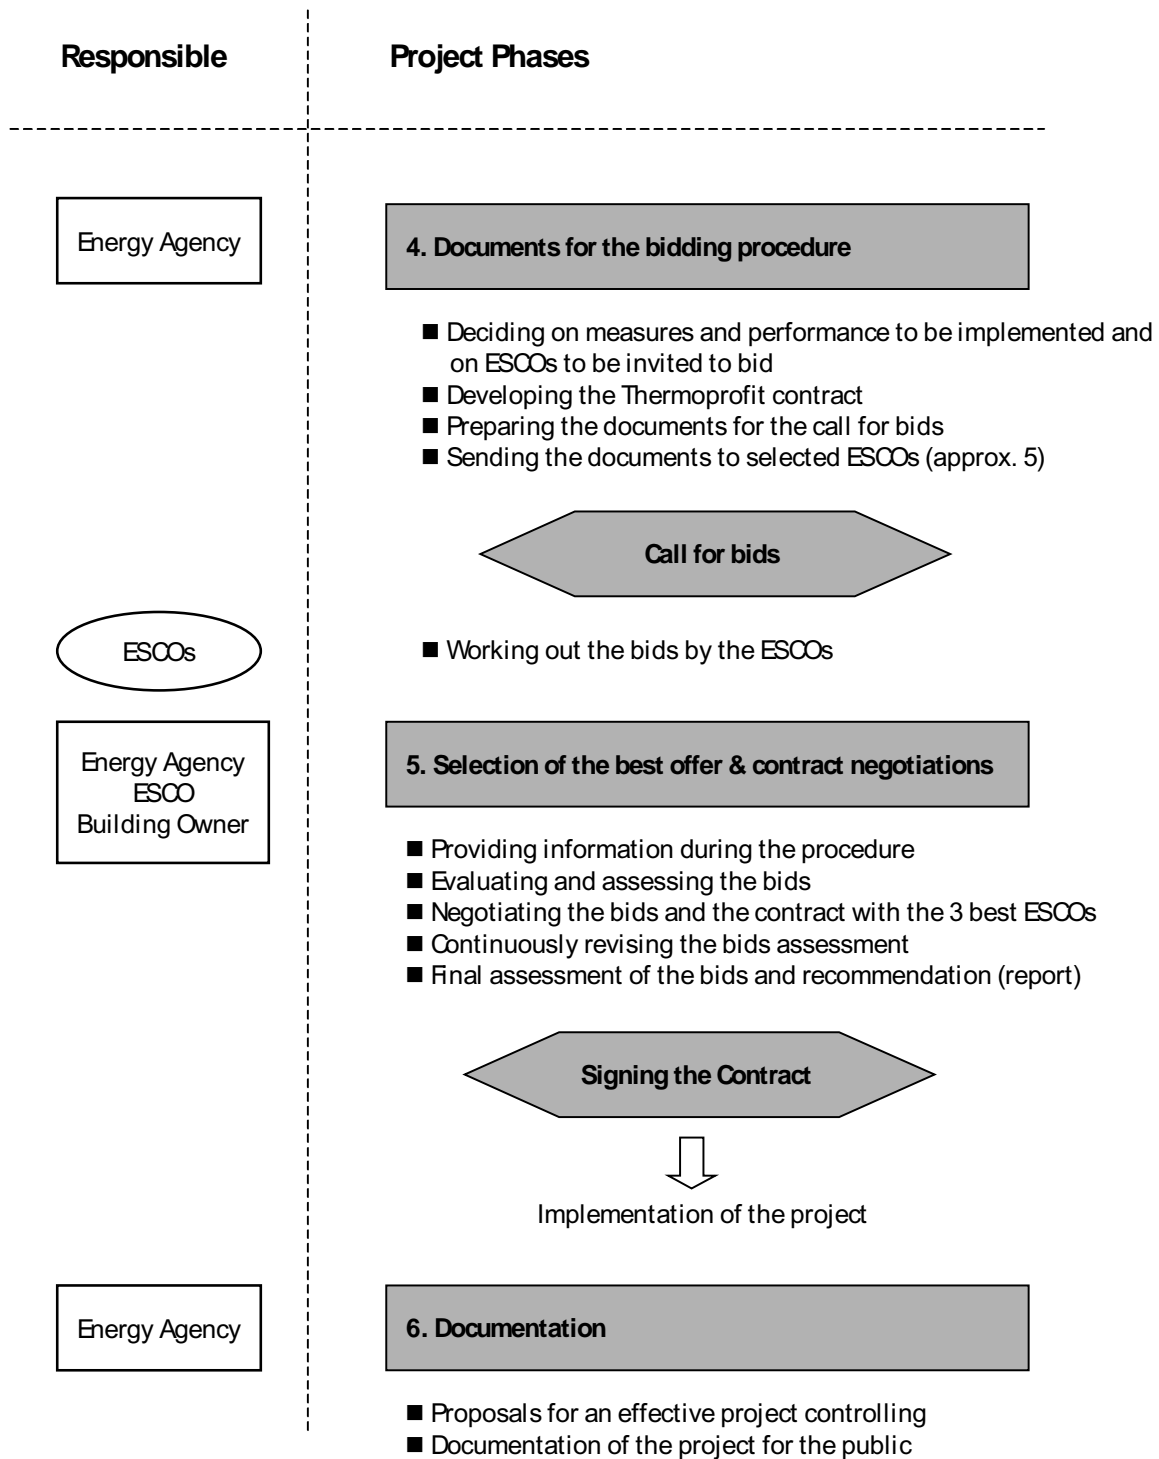 Responsible
Project Phases
Energy Agency
4. Documents for the bidding procedure
■ Deciding on measures and performance to be implemented and
on ESCOs to be invited to bid
■ Developing the Thermoprofit contract
■ Preparing the documents for the call for bids
■ Sending the documents to selected ESCOs (approx. 5)
Call for bids
ESCOs
■ Working out the bids by the ESCOs
Energy Agency
ESCO
Building Owner
5. Selection of the best offer & contract negotiations
■ Providing information during the procedure
■ Evaluating and assessing the bids
■ Negotiating the bids and the contract with the 3 best ESCOs
■ Continuously revising the bids assessment
■ Final assessment of the bids and recommendation (report)
Signing the Contract
Implementation of the project
Energy Agency
6. Documentation
■ Proposals for an effective project controlling
■ Documentation of the project for the public